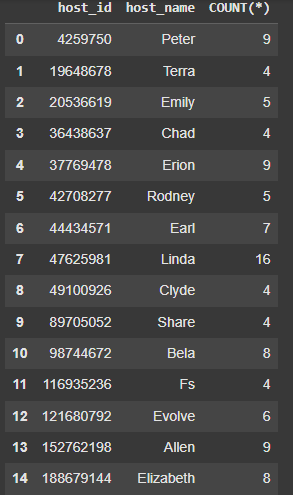 host_id host_name COUNT(*)
0 4259750 Peter 9
1 19648678 Terra 4
2 20536619 Emily 5
3 36438637 Chad 4
4 37769478 Erion 9
5 42708277 Rodney 5
6 44434571 Earl 7
7 47625981 Linda 16
8 49100926 Clyde 4
9 89705052 Share 4
10 98744672 Bela 8
11 116935236 Fs 4
12 121680792 Evolve 6
13 152762198 Allen 9
14 188679144 Elizabeth 8